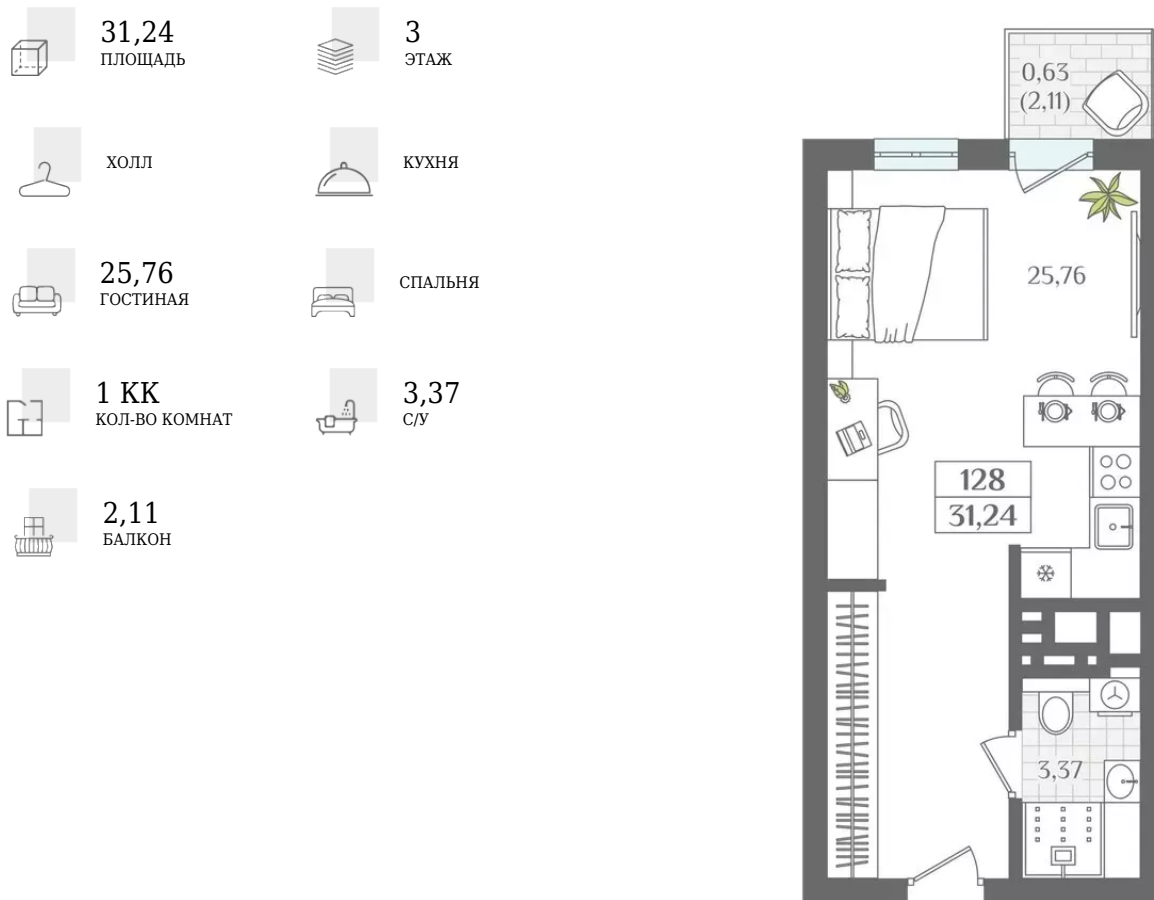 31,24
ПЛОЩАДЬ
3
ЭТАЖ
ХОЛЛ
КУХНЯ
25,76
ГОСТИНАЯ
СПАЛЬНЯ
1 КК
КОЛ-ВО КОМНАТ
3,37
С/У
2,11
БАЛКОН
0,63
(2,11)
25,76
128
31,24
3,37